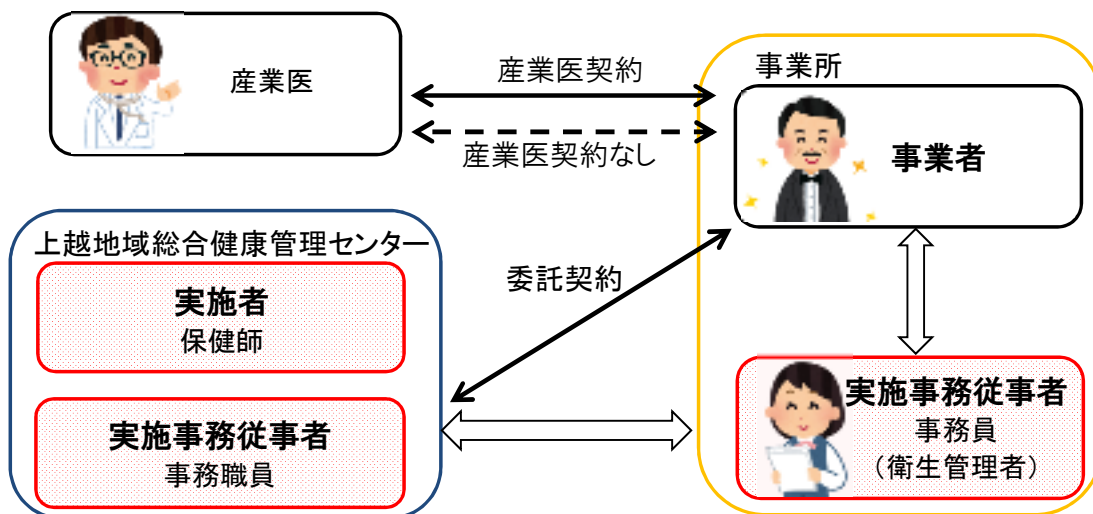 産業医
産業医契約
産業医契約なし
事業所
事業者
上越地域総合健康管理センター
実施者
保健師
実施事務従事者
事務職員
委託契約
実施事務従事者
事務員
（衛生管理者）